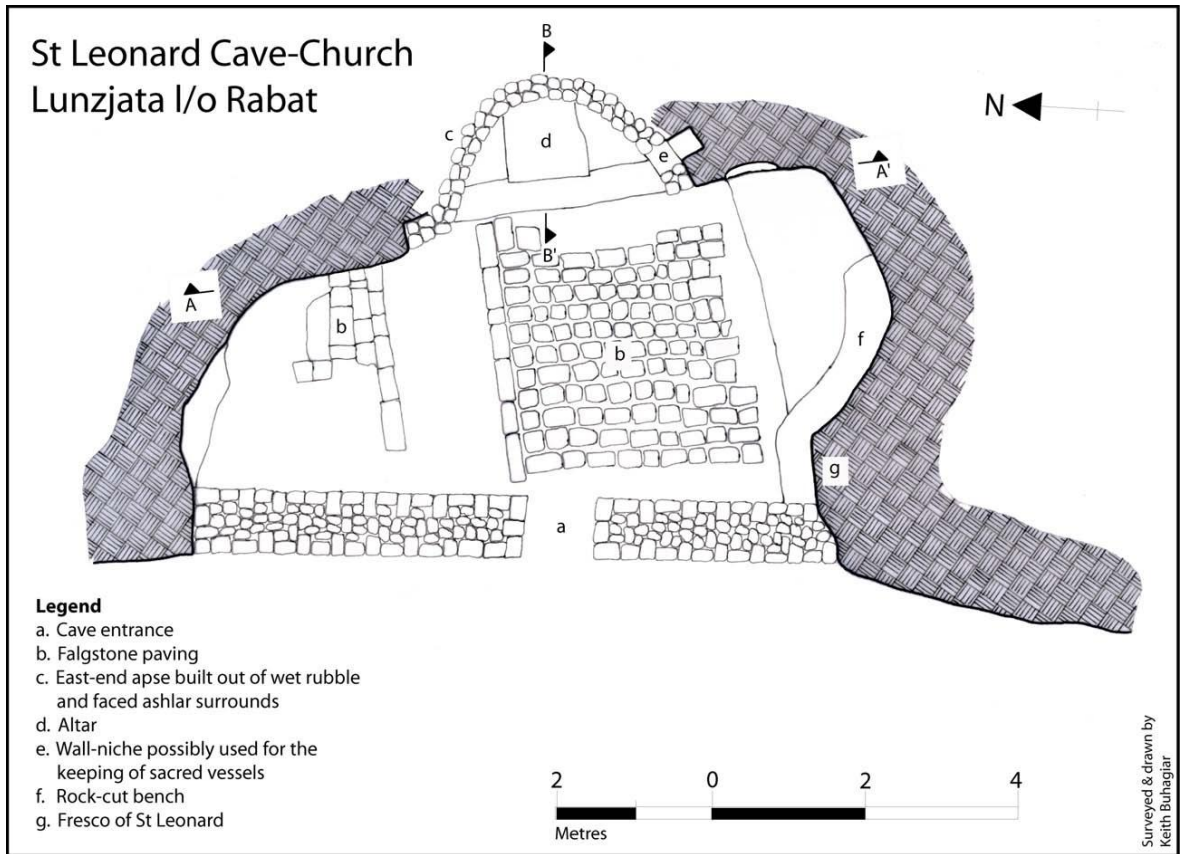 St Leonard Cave-Church
Lunzjata l/o Rabat
B
N
c
d
e
A'
B'
A
b
b
f
g
a
Legend
a. Cave entrance
b. Falgstone paving
c. East-end apse built out of wet rubble
and faced ashlar surrounds
d. Altar
e. Wall-niche possibly used for the
keeping of sacred vessels
f. Rock-cut bench
g. Fresco of St Leonard
2 0 2 4
Metres
Surveyed & drawn by
Keith Buhagiar